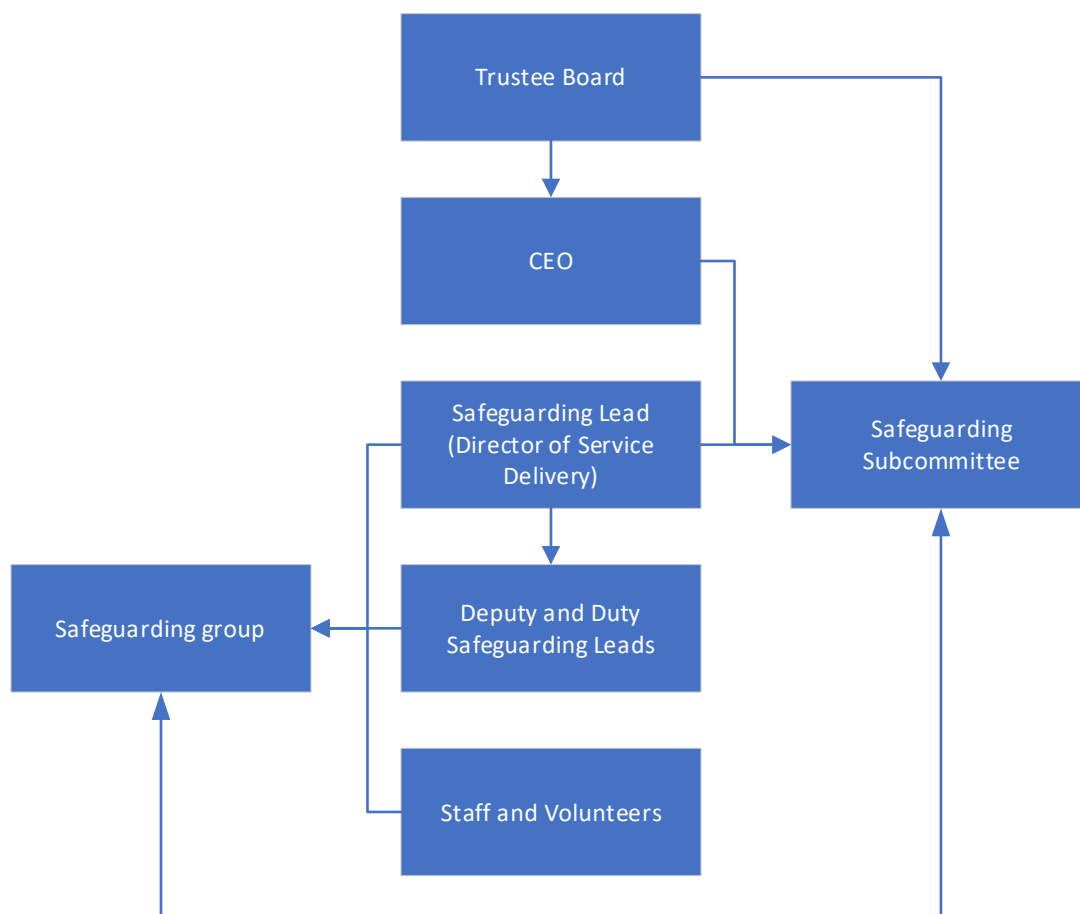 Trustee Board
CEO
Safeguarding Lead
(Director of Service
Delivery)
Safeguarding
Subcommittee
Safeguarding group
Deputy and Duty
Safeguarding Leads
Staff and Volunteers